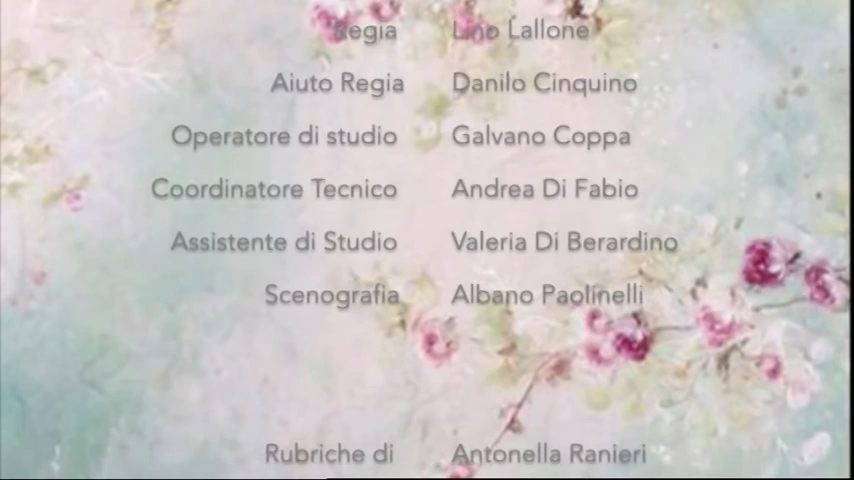 Regia Lino Lallone
Aiuto Regia Danilo Cinquino
Operatore di studio Galvano Coppa
Coordinatore Tecnico Andrea Di Fabio
Assistente di Studio Valeria Di Berardino
Scenografia Albano Paolinelli
Rubriche di Antonella Ranieri